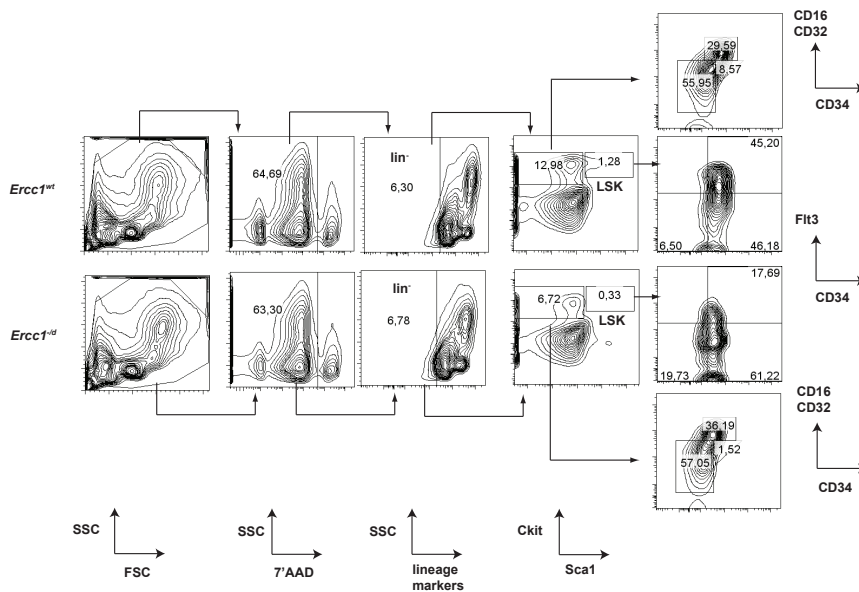 CD16
CD32
29,59
8,57
55,95
CD34
Ercc1wt
64,69
lin-
6,30
12,98
1,28
LSK
45,20
6,50
46,18
Flt3
CD34
Ercc1-/d
63,30
lin-
6,78
6,72
0,33
LSK
17,69
19,73
61,22
CD16
CD32
36,19
1,52
57,05
CD34
SSC
FSC
SSC
7'AAD
SSC
lineage
markers
Ckit
Sca1